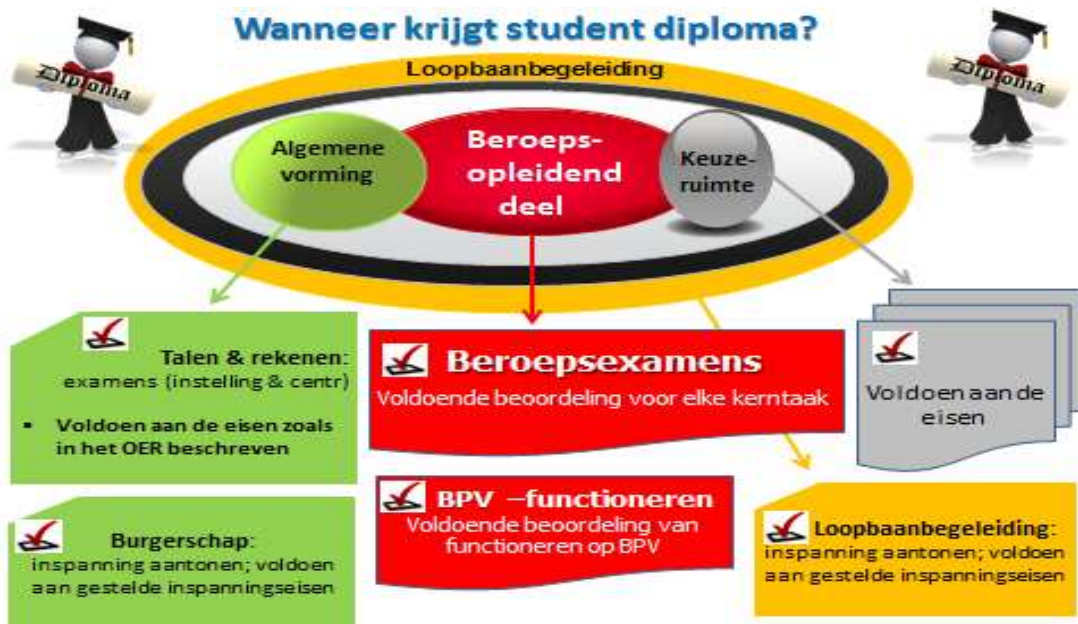 Wanneer krijgt student diploma?
Diploma
Diploma
Loopbaanbegeleiding
Algemene
vorming
Beroeps-
opleidend
deel
Keuze-
ruimte
Talen & rekenen:
examens (instelling & centr)
▪ Voldoen aan de eisen zoals
in het OER beschreven
Beroepsexamens
Voldoende beoordeling voor elke kerntaak
Voldoen aan de
eisen
Burgerschap:
inspanning aantonen; voldoen
aan gestelde inspanningseisen
BPV –functioneren
Voldoende beoordeling van
functioneren op BPV
Loopbaanbegeleiding:
inspanning aantonen; voldoen
aan gestelde inspanningseisen